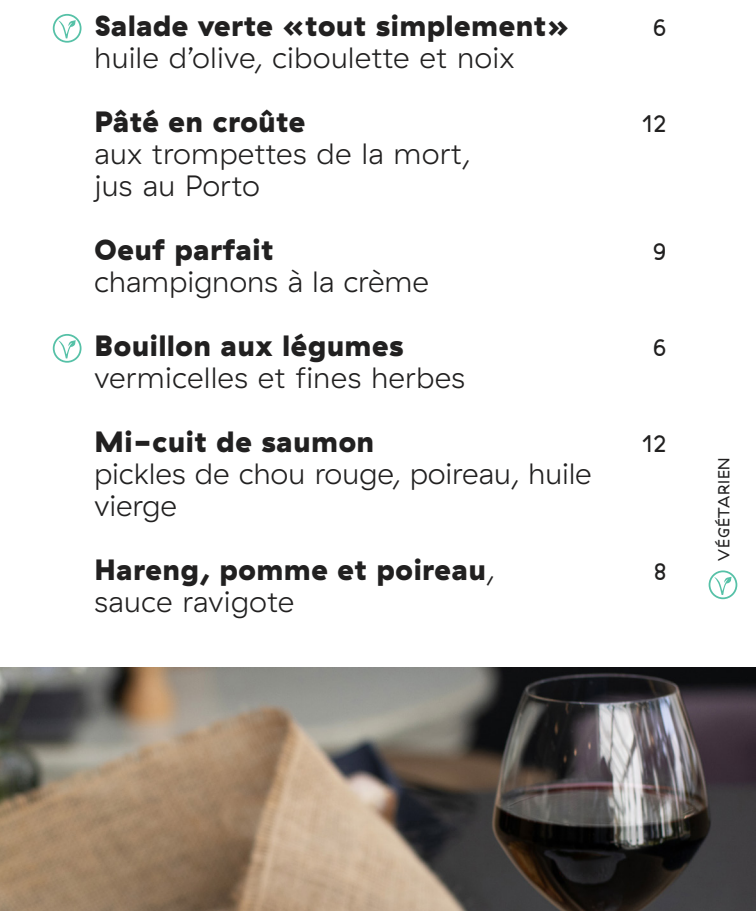 Salade verte «tout simplement» 6
huile d’olive, ciboulette et noix
Pâté en croûte 12
aux trompettes de la mort,
jus au Porto
Oeuf parfait 9
champignons à la crème
Bouillon aux légumes 6
vermicelles et fines herbes
Mi-cuit de saumon 12
pickles de chou rouge, poireau, huile
vierge
Hareng, pomme et poireau, 8
sauce ravigote
VÉGÉTARIEN